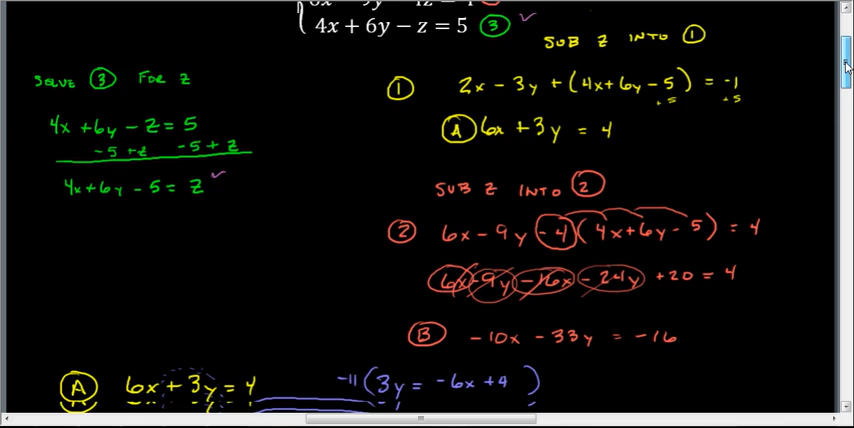 4x + 6y − z = 5 ③ ✓
SUB Z INTO ①
SOLVE ③ FOR Z
① 2x - 3y + (4x + 6y - 5) = -1
+5 +5
4x + 6y - z = 5
-5 + z -5 + z
Ⓐ 6x + 3y = 4
4x + 6y - 5 = z ✓
SUB Z INTO ②
② 6x - 9y -4 (4x + 6y - 5) = 4
6x - 9y - 16x - 24y + 20 = 4
Ⓑ -10x - 33y = -16
Ⓐ 6x + 3y = 4 -11 (3y = -6x + 4)